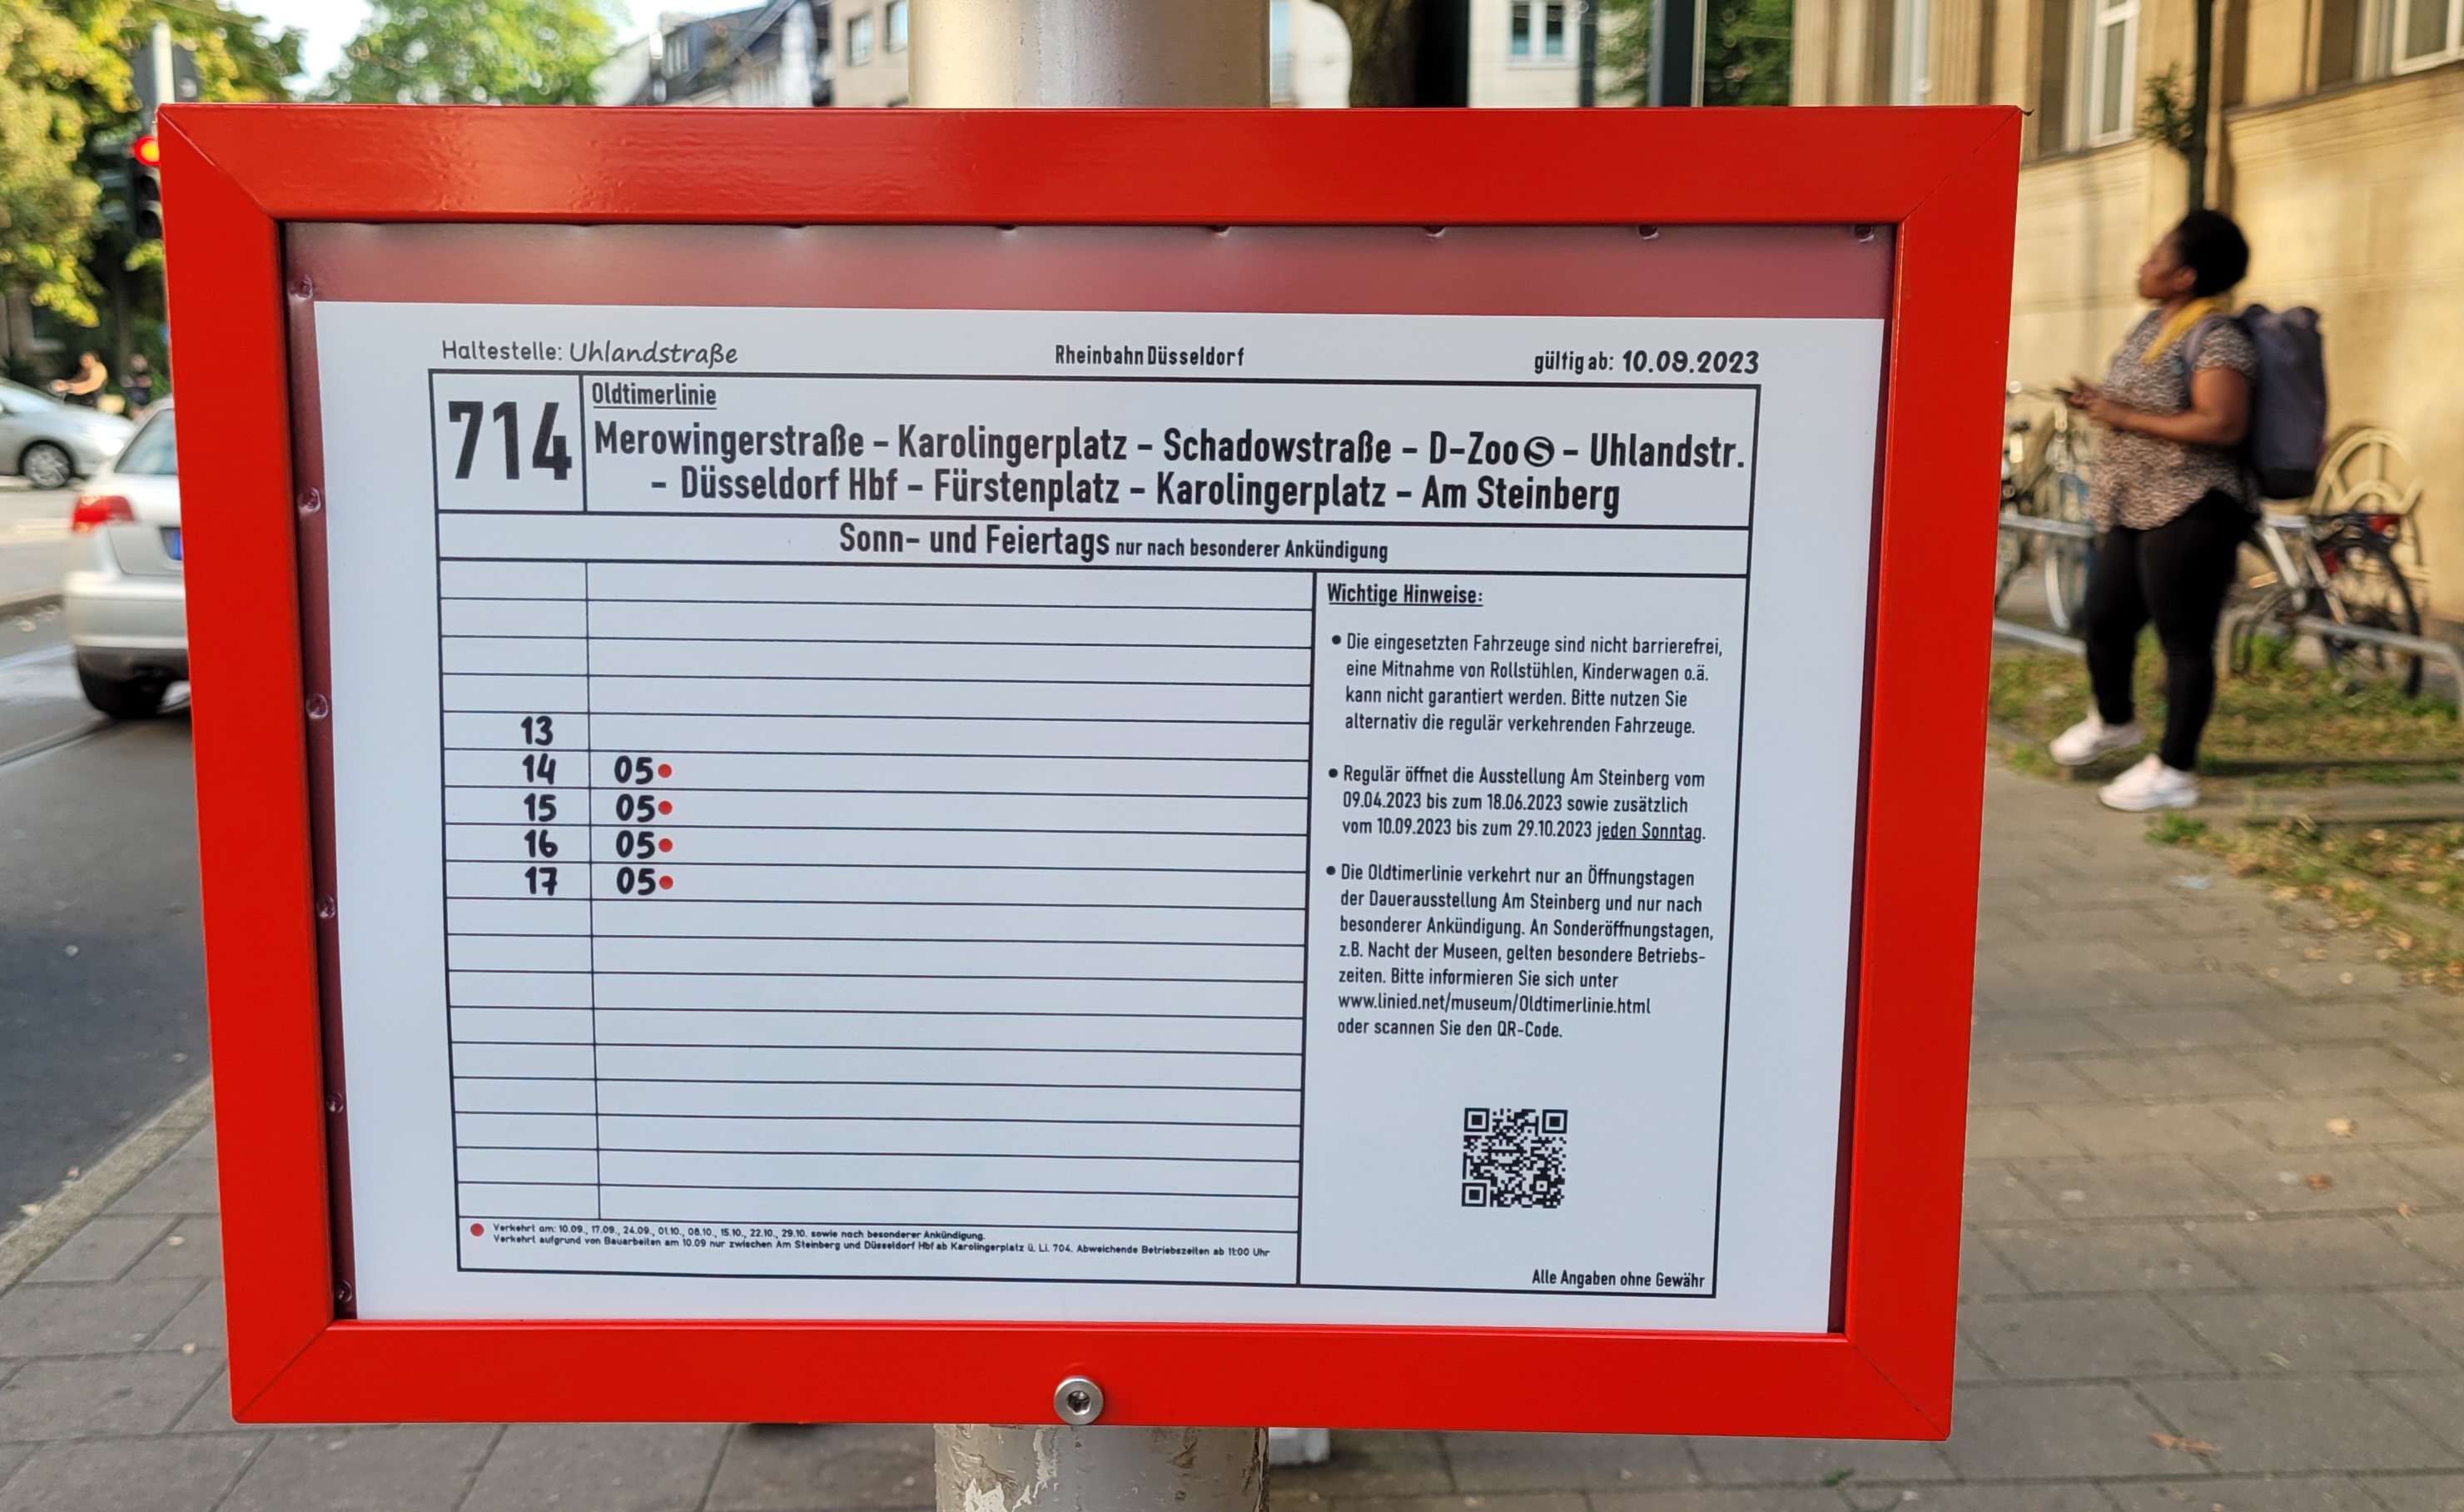 Haltestelle: Uhlandstraße
Rheinbahn Düsseldorf
gültig ab: 10.09.2023
714
Oldtimerlinie
Merowingerstraße – Karolingerplatz – Schadowstraße – D-Zoo Ⓢ – Uhlandstr.
– Düsseldorf Hbf – Fürstenplatz – Karolingerplatz – Am Steinberg
Sonn- und Feiertags nur nach besonderer Ankündigung
13
14 05●
15 05●
16 05●
17 05●
Wichtige Hinweise:
● Die eingesetzten Fahrzeuge sind nicht barrierefrei,
eine Mitnahme von Rollstühlen, Kinderwagen o.ä.
kann nicht garantiert werden. Bitte nutzen Sie
alternativ die regulär verkehrenden Fahrzeuge.
● Regulär öffnet die Ausstellung Am Steinberg vom
09.04.2023 bis zum 18.06.2023 sowie zusätzlich
vom 10.09.2023 bis zum 29.10.2023 jeden Sonntag.
● Die Oldtimerlinie verkehrt nur an Öffnungstagen
der Dauerausstellung Am Steinberg und nur nach
besonderer Ankündigung. An Sonderöffnungstagen,
z.B. Nacht der Museen, gelten besondere Betriebs-
zeiten. Bitte informieren Sie sich unter
www.linied.net/museum/Oldtimerlinie.html
oder scannen Sie den QR-Code.
● Verkehrt am: 10.09., 17.09., 24.09., 01.10., 08.10., 15.10., 22.10., 29.10. sowie nach besonderer Ankündigung.
Verkehrt aufgrund von Bauarbeiten am 10.09 nur zwischen Am Steinberg und Düsseldorf Hbf ab Karolingerplatz ü. Li. 704. Abweichende Betriebszeiten ab 11:00 Uhr
Alle Angaben ohne Gewähr